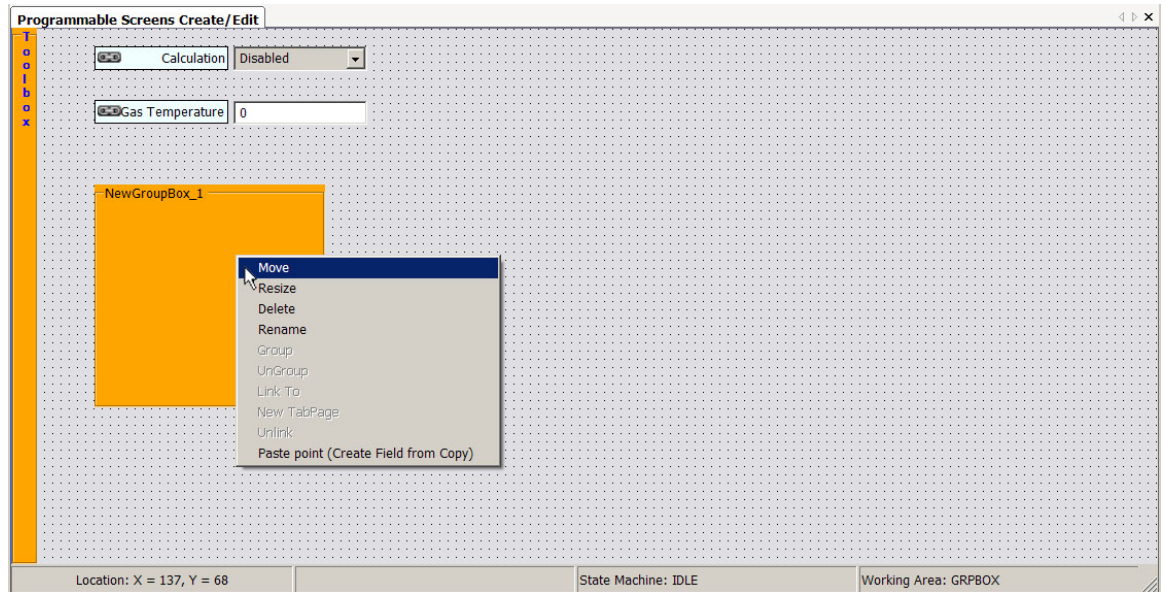 Programmable Screens Create/Edit
Toolbox
Calculation Disabled
Gas Temperature 0
NewGroupBox_1
Move
Resize
Delete
Rename
Group
UnGroup
Link To
New TabPage
Unlink
Paste point (Create Field from Copy)
Location: X = 137, Y = 68 State Machine: IDLE Working Area: GRPBOX